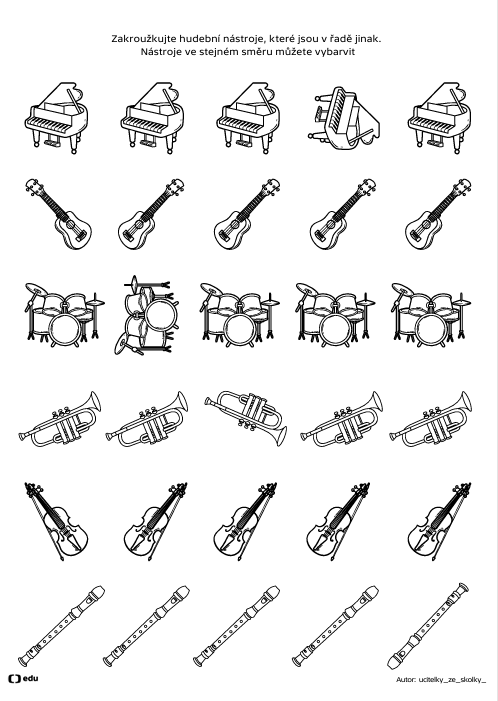 Zakroužkujte hudební nástroje, které jsou v řadě jinak.
Nástroje ve stejném směru můžete vybarvit
edu
Autor: ucitelky_ze_skolky_